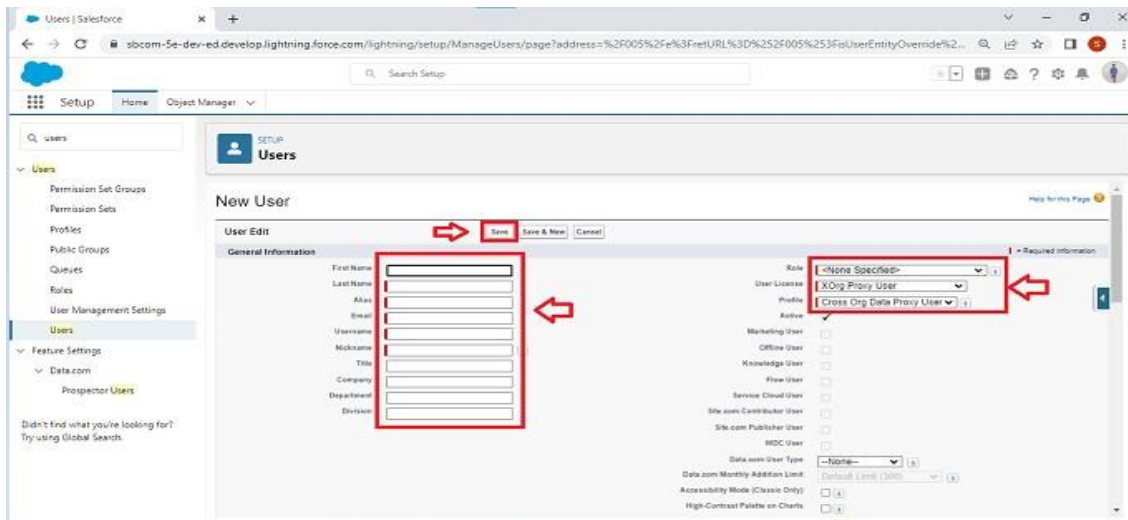 Users | Salesforce
sbcom-5e-dev-ed.develop.lightning.force.com/lightning/setup/ManageUsers/page?address=%2F005%2Fe%3FretURL%3D%252F005%253FisUserEntityOverride%2...
S
Search Setup
Setup Home Object Manager
users
SETUP
Users
Users
Permission Set Groups
Permission Sets
Profiles
Public Groups
Queues
Roles
User Management Settings
Users
Feature Settings
Data.com
Prospector Users
Didn't find what you're looking for?
Try using Global Search.
New User
Help for this Page
User Edit Save Save & New Cancel
General Information = Required Information
First Name
Last Name
Alias
Email
Username
Nickname
Title
Company
Department
Division
Role <None Specified>
User License XOrg Proxy User
Profile Cross Org Data Proxy User
Active
Marketing User
Offline User
Knowledge User
Flow User
Service Cloud User
Site.com Contributor User
Site.com Publisher User
WDC User
Data.com User Type --None--
Data.com Monthly Addition Limit Default Limit (300)
Accessibility Mode (Classic Only)
High-Contrast Palette on Charts